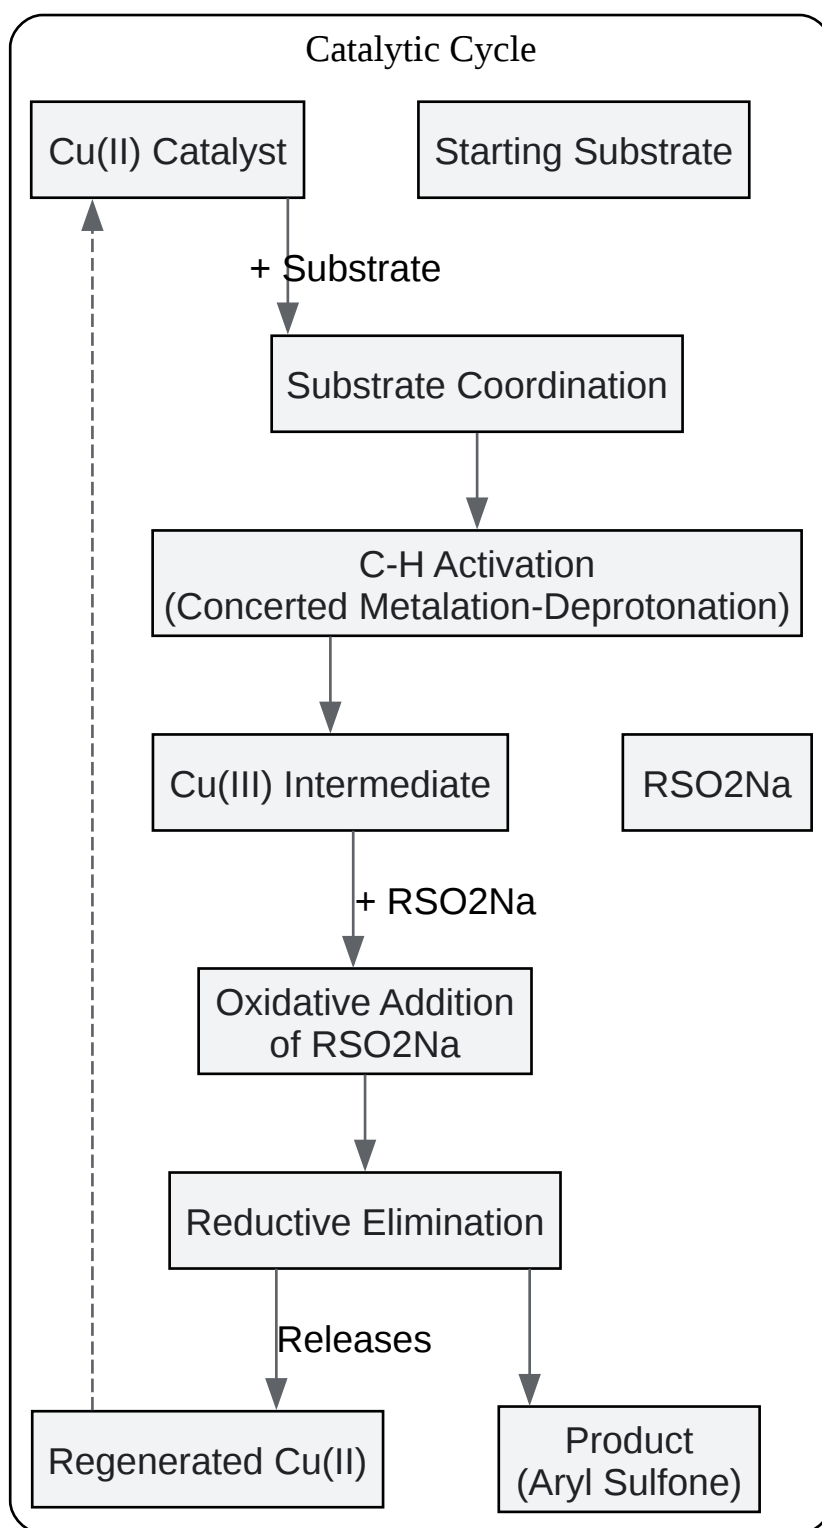 Catalytic Cycle
Cu(II) Catalyst
Starting Substrate
+ Substrate
Substrate Coordination
C-H Activation
(Concerted Metalation-Deprotonation)
Cu(III) Intermediate
RSO2Na
+ RSO2Na
Oxidative Addition
of RSO2Na
Reductive Elimination
Releases
Regenerated Cu(II)
Product
(Aryl Sulfone)